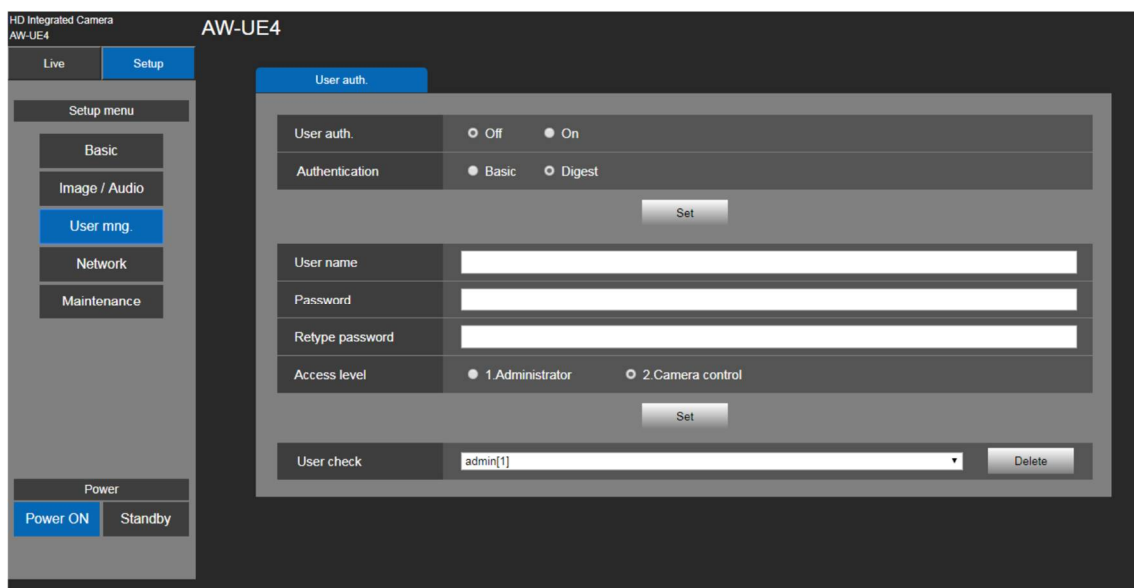 HD Integrated Camera
AW-UE4
AW-UE4
Live Setup
Setup menu
Basic
Image / Audio
User mng.
Network
Maintenance
Power
Power ON Standby
User auth.
User auth. Off On
Authentication Basic Digest
Set
User name
Password
Retype password
Access level 1.Administrator 2.Camera control
Set
User check admin[1] Delete